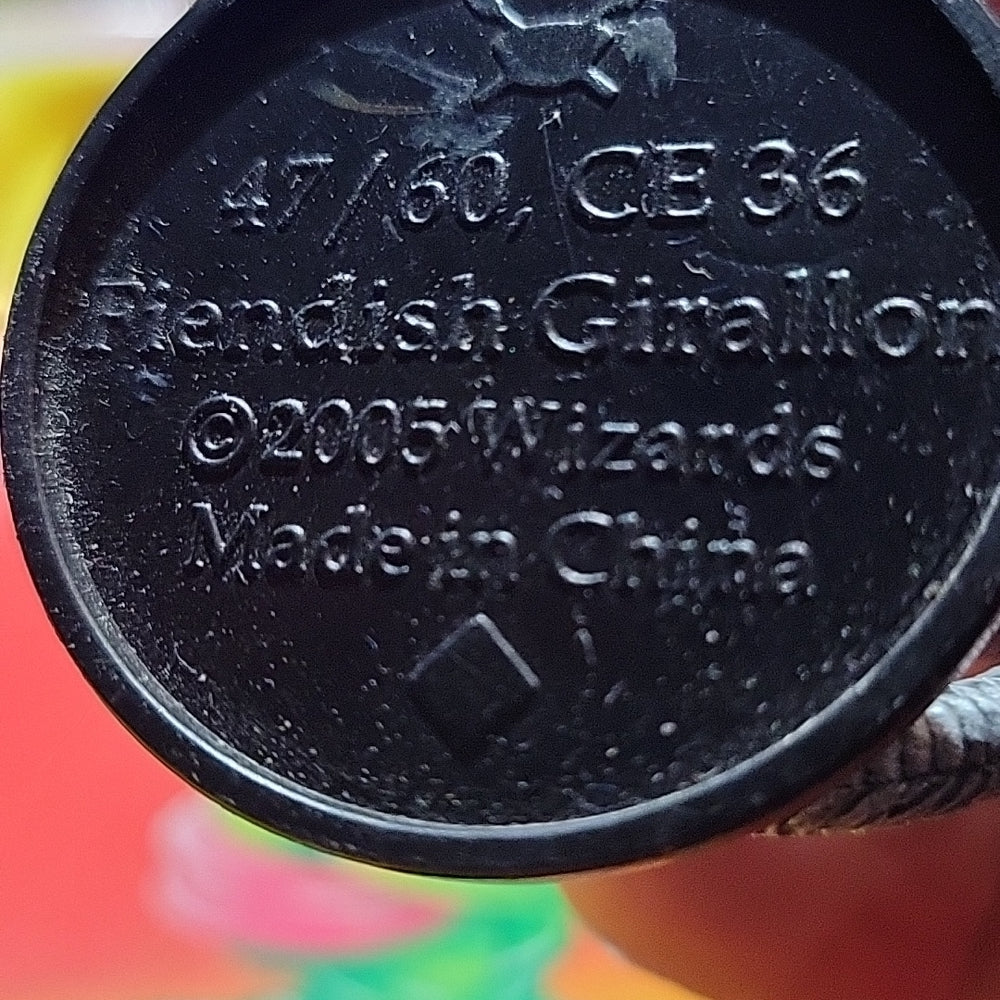 47/60, CE 36
Fiendish Girallon
©2005 Wizards
Made in China